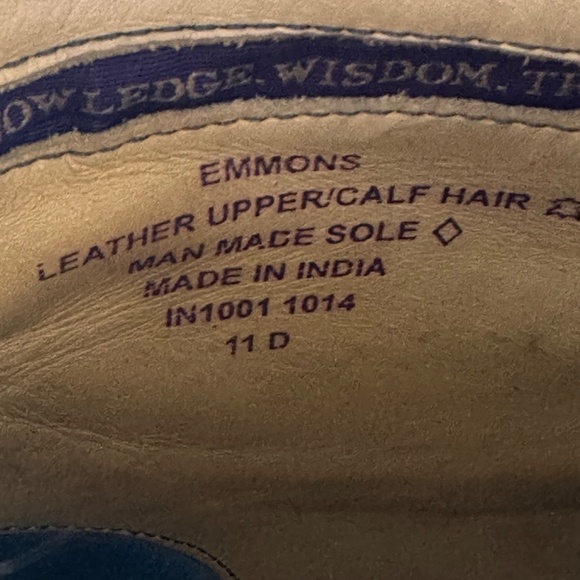 OWLEDGE. WISDOM. TR
EMMONS
LEATHER UPPER/CALF HAIR
MAN MADE SOLE
MADE IN INDIA
IN1001 1014
11 D